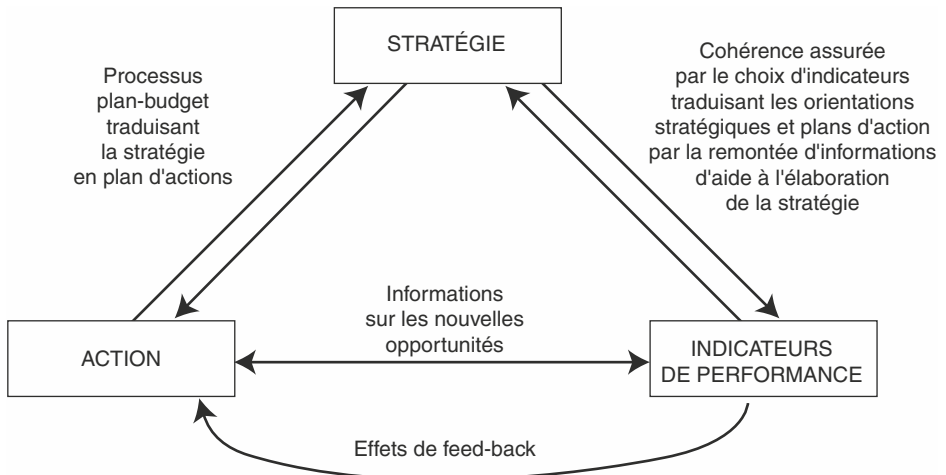 STRATÉGIE
Processus
plan-budget
traduisant
la stratégie
en plan d'actions
Cohérence assurée
par le choix d'indicateurs
traduisant les orientations
stratégiques et plans d'action
par la remontée d'informations
d'aide à l'élaboration
de la stratégie
Informations
sur les nouvelles
opportunités
ACTION
INDICATEURS
DE PERFORMANCE
Effets de feed-back